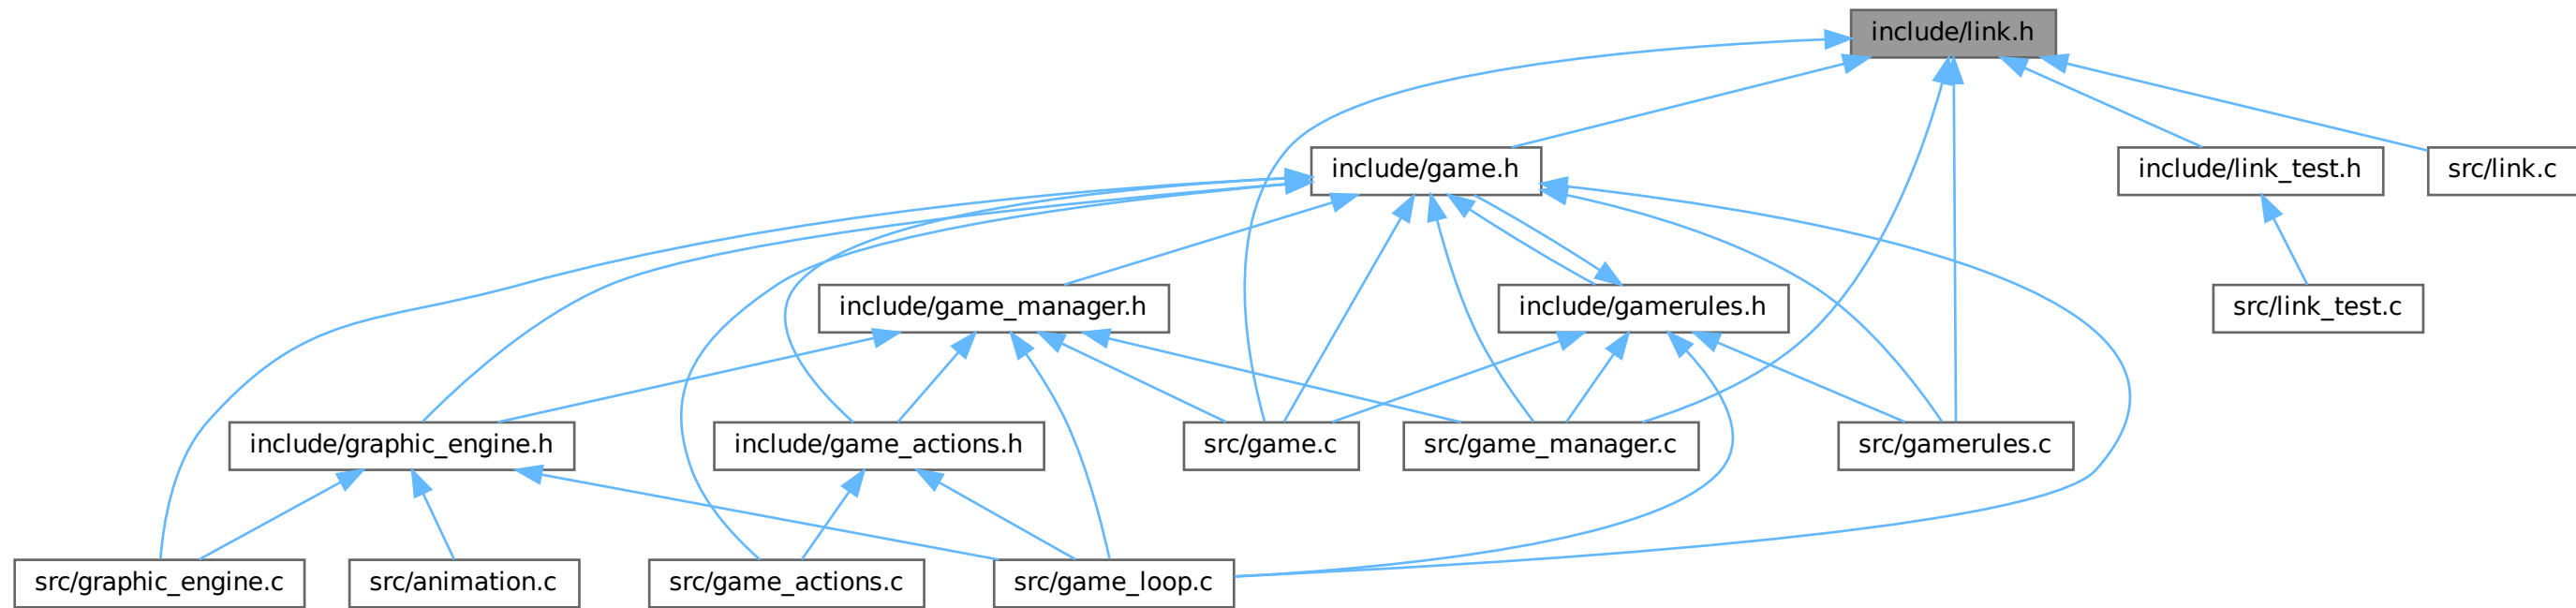 include/link.h
include/game.h
include/link_test.h
src/link.c
include/game_manager.h
include/gamerules.h
src/link_test.c
include/graphic_engine.h
include/game_actions.h
src/game.c
src/game_manager.c
src/gamerules.c
src/graphic_engine.c
src/animation.c
src/game_actions.c
src/game_loop.c